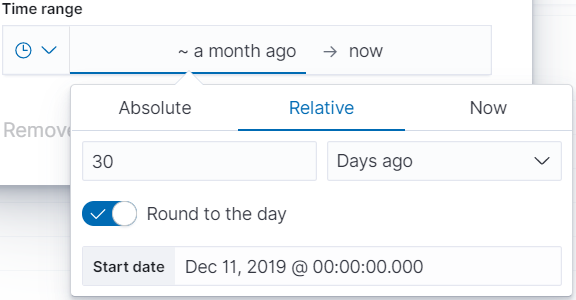 Time range
~ a month ago → now
Remove
Absolute Relative Now
30 Days ago
Round to the day
Start date Dec 11, 2019 @ 00:00:00.000